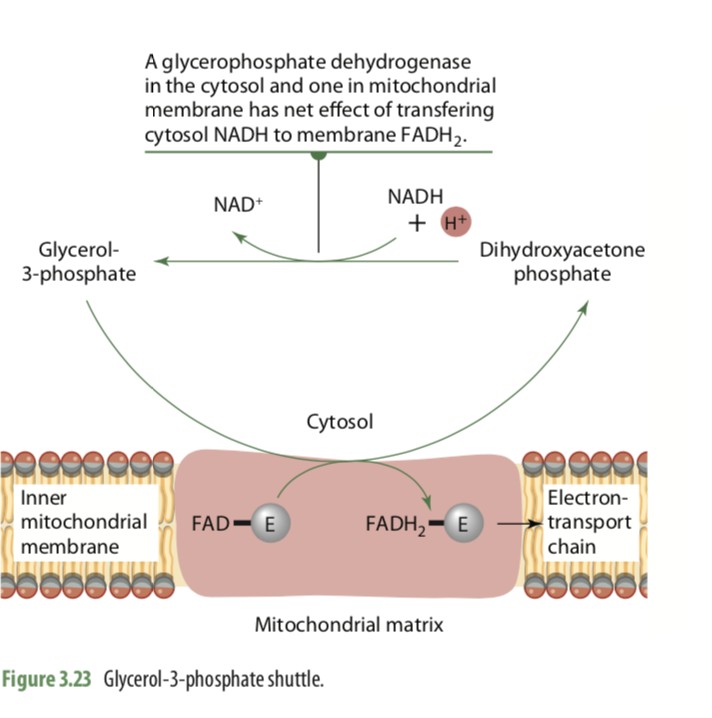 A glycerophosphate dehydrogenase
in the cytosol and one in mitochondrial
membrane has net effect of transfering
cytosol NADH to membrane FADH₂.
NAD⁺
NADH
+ H⁺
Glycerol-
3-phosphate
Dihydroxyacetone
phosphate
Cytosol
Inner
mitochondrial
membrane
FAD
E
FADH₂
E
Electron-
transport
chain
Mitochondrial matrix
Figure 3.23 Glycerol-3-phosphate shuttle.